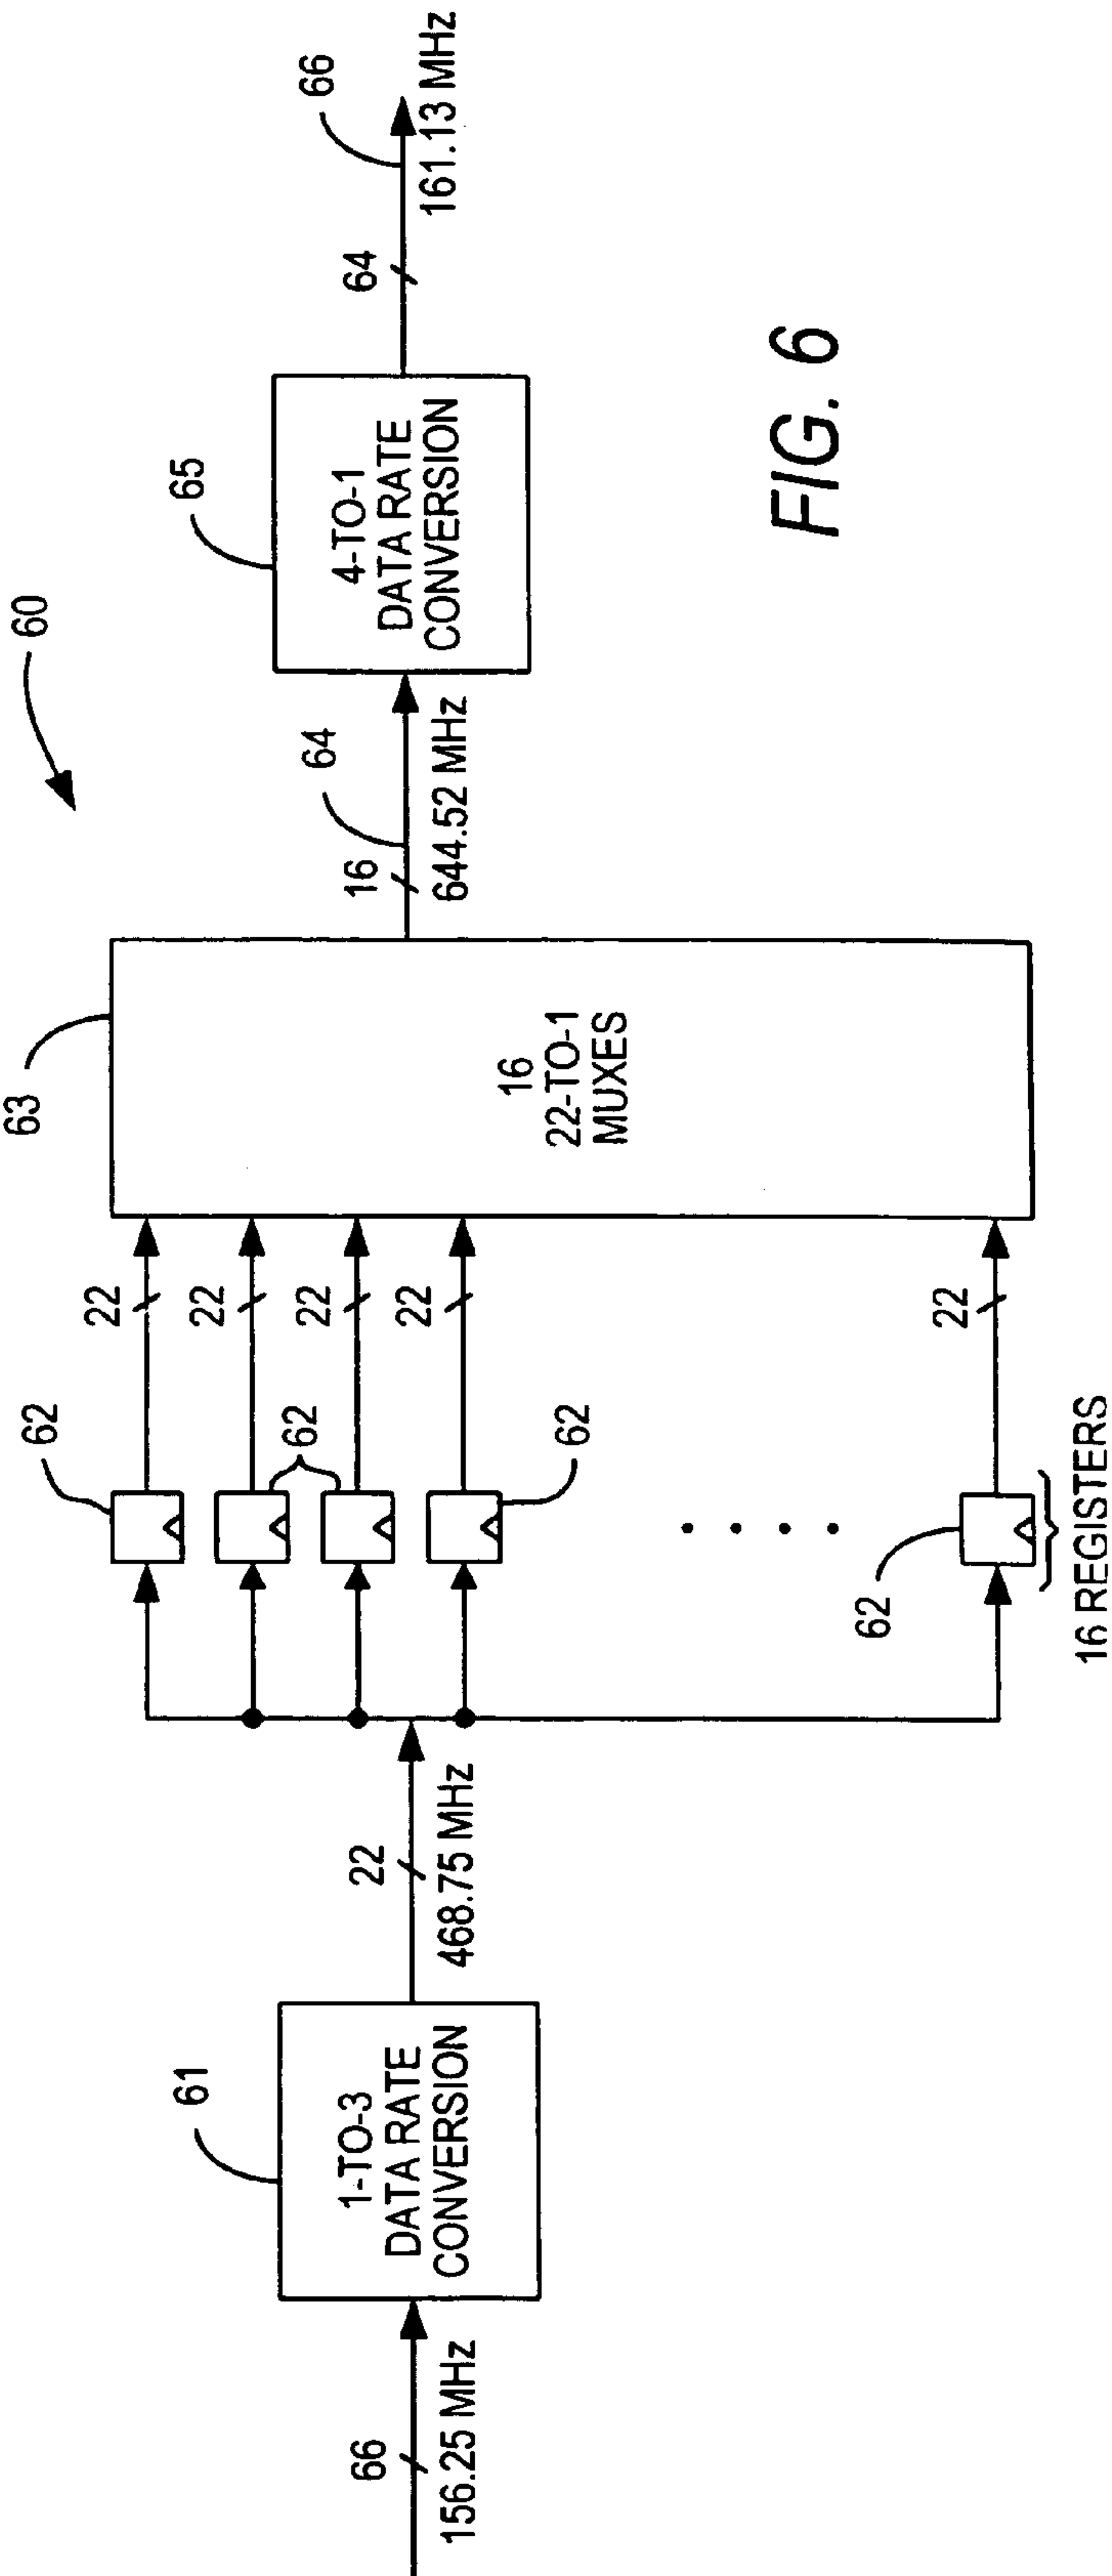 60
66
156.25 MHz
61
1-TO-3
DATA RATE
CONVERSION
22
468.75 MHz
62
62
62
62
16 REGISTERS
22
22
22
22
22
63
16
22-TO-1
MUXES
16
64
644.52 MHz
65
4-TO-1
DATA RATE
CONVERSION
64
66
161.13 MHz
FIG. 6